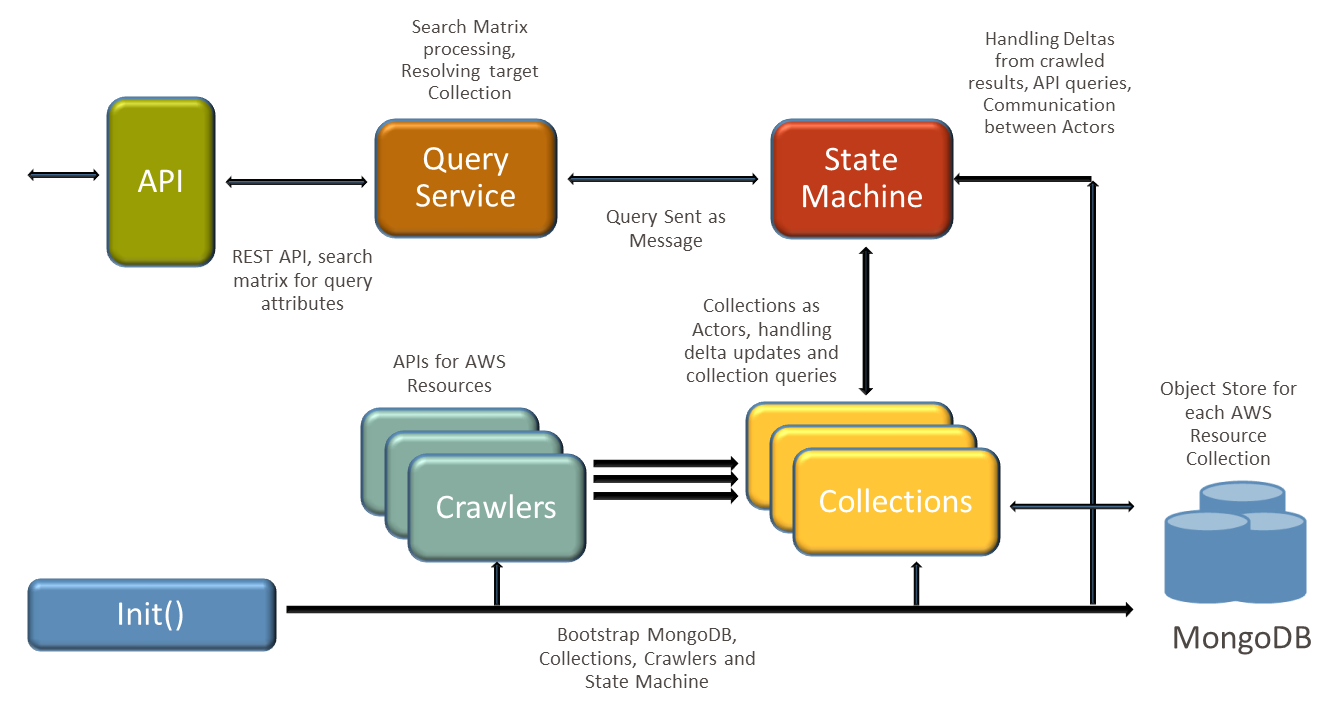 Search Matrix
processing,
Resolving target
Collection
Handling Deltas
from crawled
results, API queries,
Communication
between Actors
API
Query
Service
State
Machine
REST API, search
matrix for query
attributes
Query Sent as
Message
Collections as
Actors, handling
delta updates and
collection queries
APIs for AWS
Resources
Object Store for
each AWS
Resource
Collection
Crawlers
Collections
Init()
MongoDB
Bootstrap MongoDB,
Collections, Crawlers and
State Machine